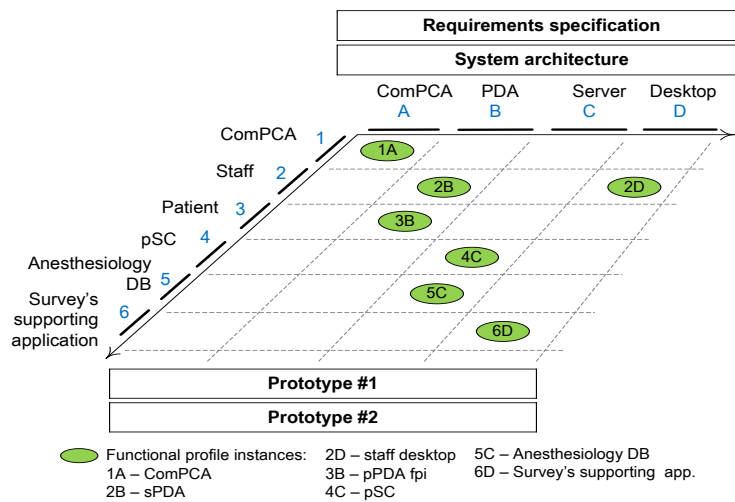 Requirements specification
System architecture
ComPCA PDA Server Desktop
A B C D
ComPCA 1
Staff 2
Patient 3
pSC 4
Anesthesiology
DB 5
Survey's 6
supporting
application
1A
2B 2D
3B
4C
5C
6D
Prototype #1
Prototype #2
Functional profile instances: 2D – staff desktop 5C – Anesthesiology DB
1A – ComPCA 3B – pPDA fpi 6D – Survey's supporting app.
2B – sPDA 4C – pSC